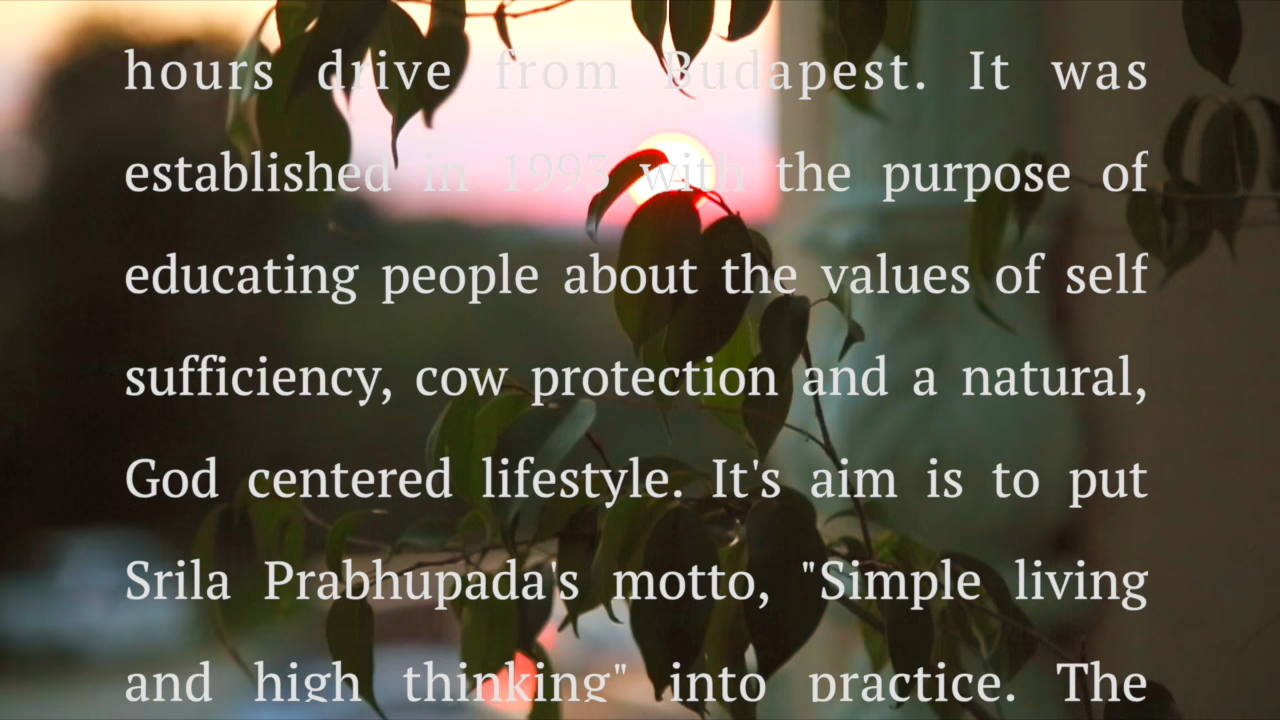 hours drive from Budapest. It was
established in 1993 with the purpose of
educating people about the values of self
sufficiency, cow protection and a natural,
God centered lifestyle. It's aim is to put
Srila Prabhupada's motto, "Simple living
and high thinking" into practice. The